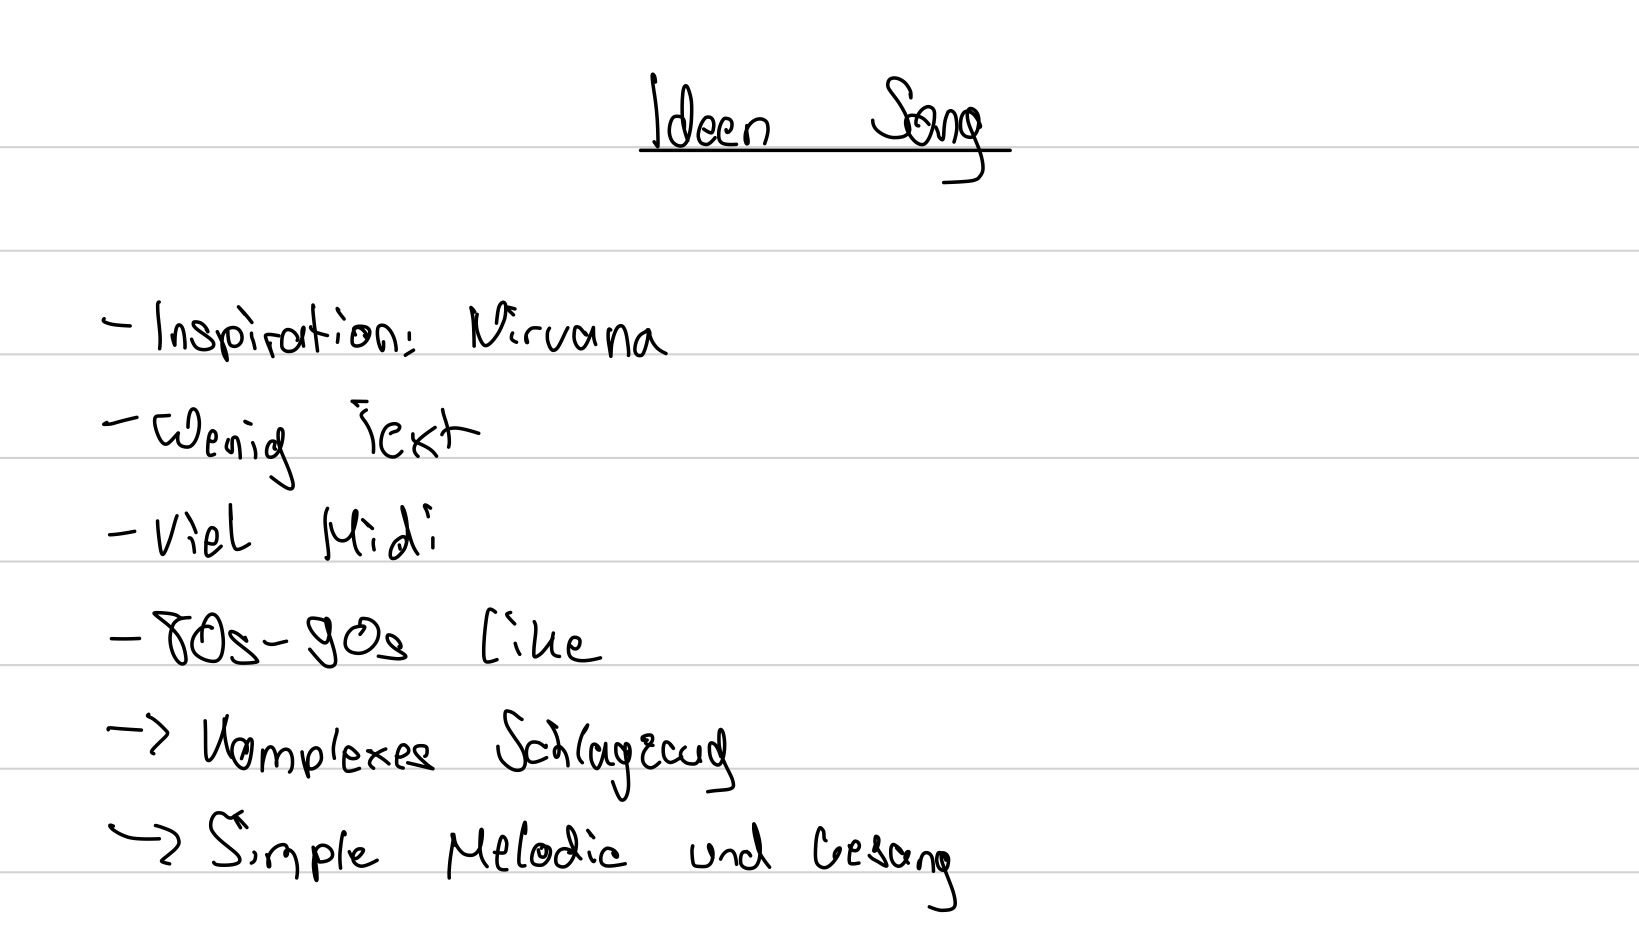 Ideen Song
- Inspiration: Nirvana
- Wenig Text
- Viel Midi
- 80s-90s like
-> Komplexes Schlagzeug
-> Simple Melodie und Gesang